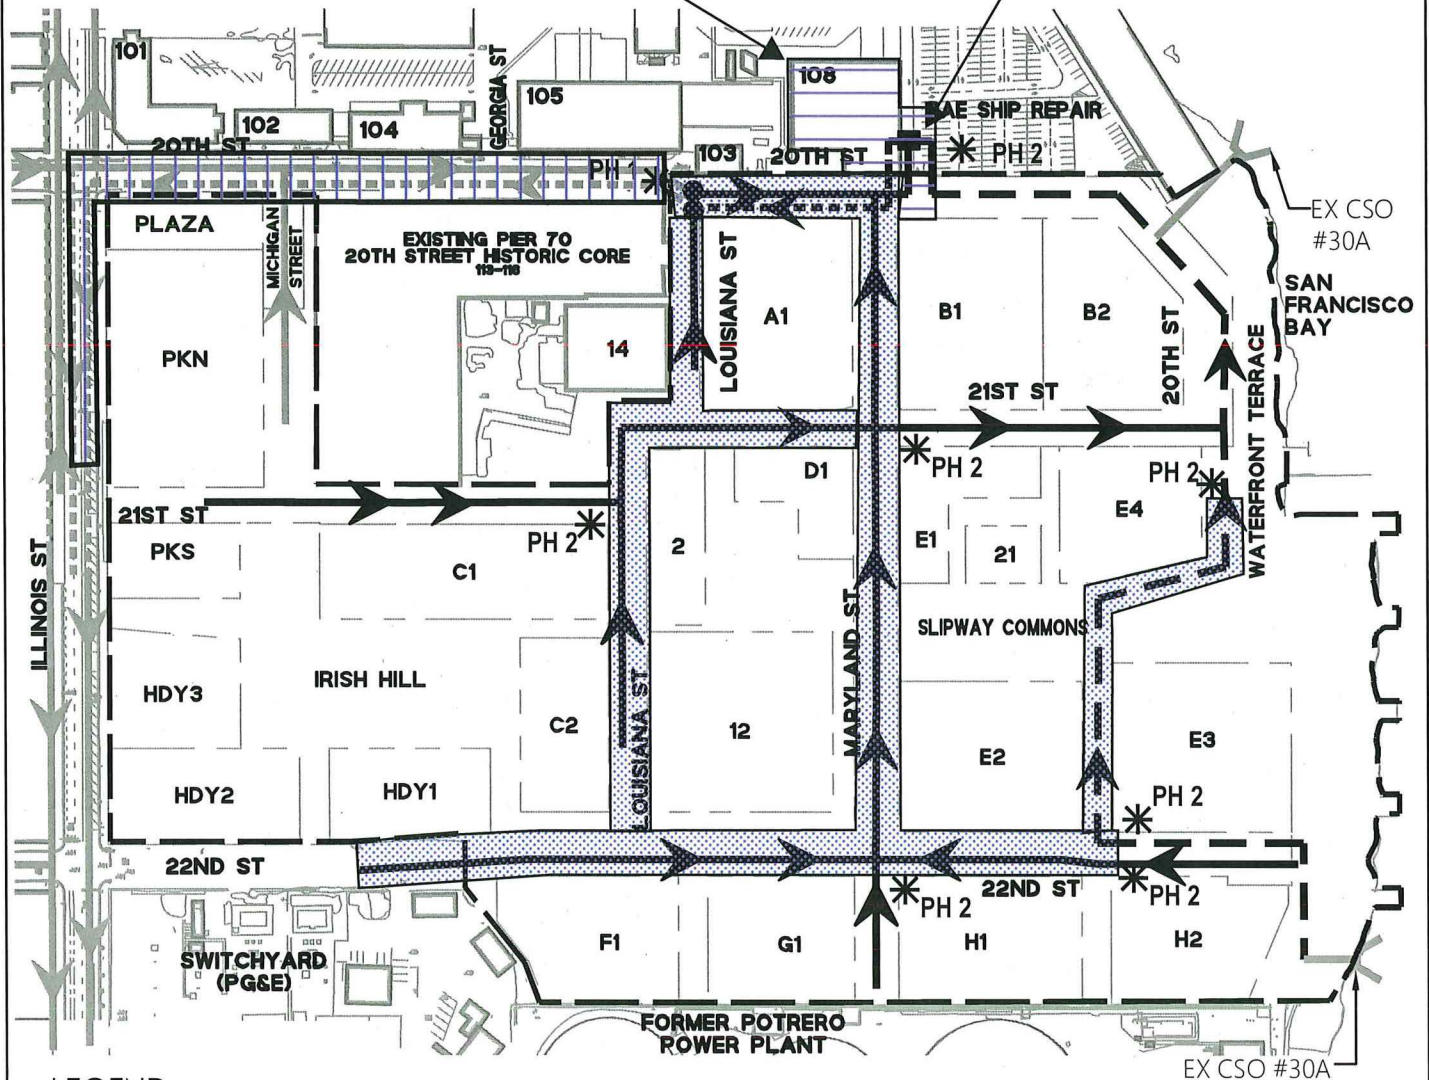 101
102
104
105
GEORGIA ST
108
BAE SHIP REPAIR
20TH ST
103
20TH ST
PH 2
PH
PLAZA
MICHIGAN STREET
EXISTING PIER 70
20TH STREET HISTORIC CORE
113-116
EX CSO
#30A
SAN
FRANCISCO
BAY
LOUISIANA ST
A1
B1
B2
20TH ST
WATERFRONT TERRACE
PKN
14
21ST ST
D1
PH 2
PH 2
21ST ST
PKS
PH 2
2
E1
21
E4
C1
ILLINOIS ST
SLIPWAY COMMONS
MARYLAND ST
HDY3
IRISH HILL
C2
LOUISIANA ST
12
E2
E3
HDY2
HDY1
PH 2
22ND ST
22ND ST
PH 2
PH 2
F1
G1
H1
H2
SWITCHYARD
(PG&E)
FORMER POTRERO
POWER PLANT
EX CSO #30A